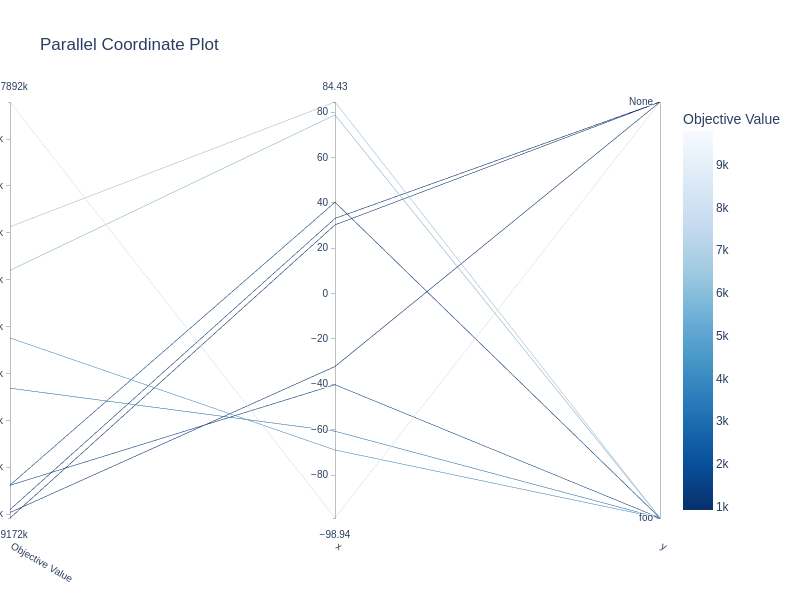 Parallel Coordinate Plot
7892k
84.43
None
Objective Value
k
80
9k
k
60
8k
k
40
7k
k
20
6k
0
k
5k
−20
k
4k
−40
k
3k
−60
k
2k
−80
k
1k
foo
9172k
−98.94
Objective Value
x
y